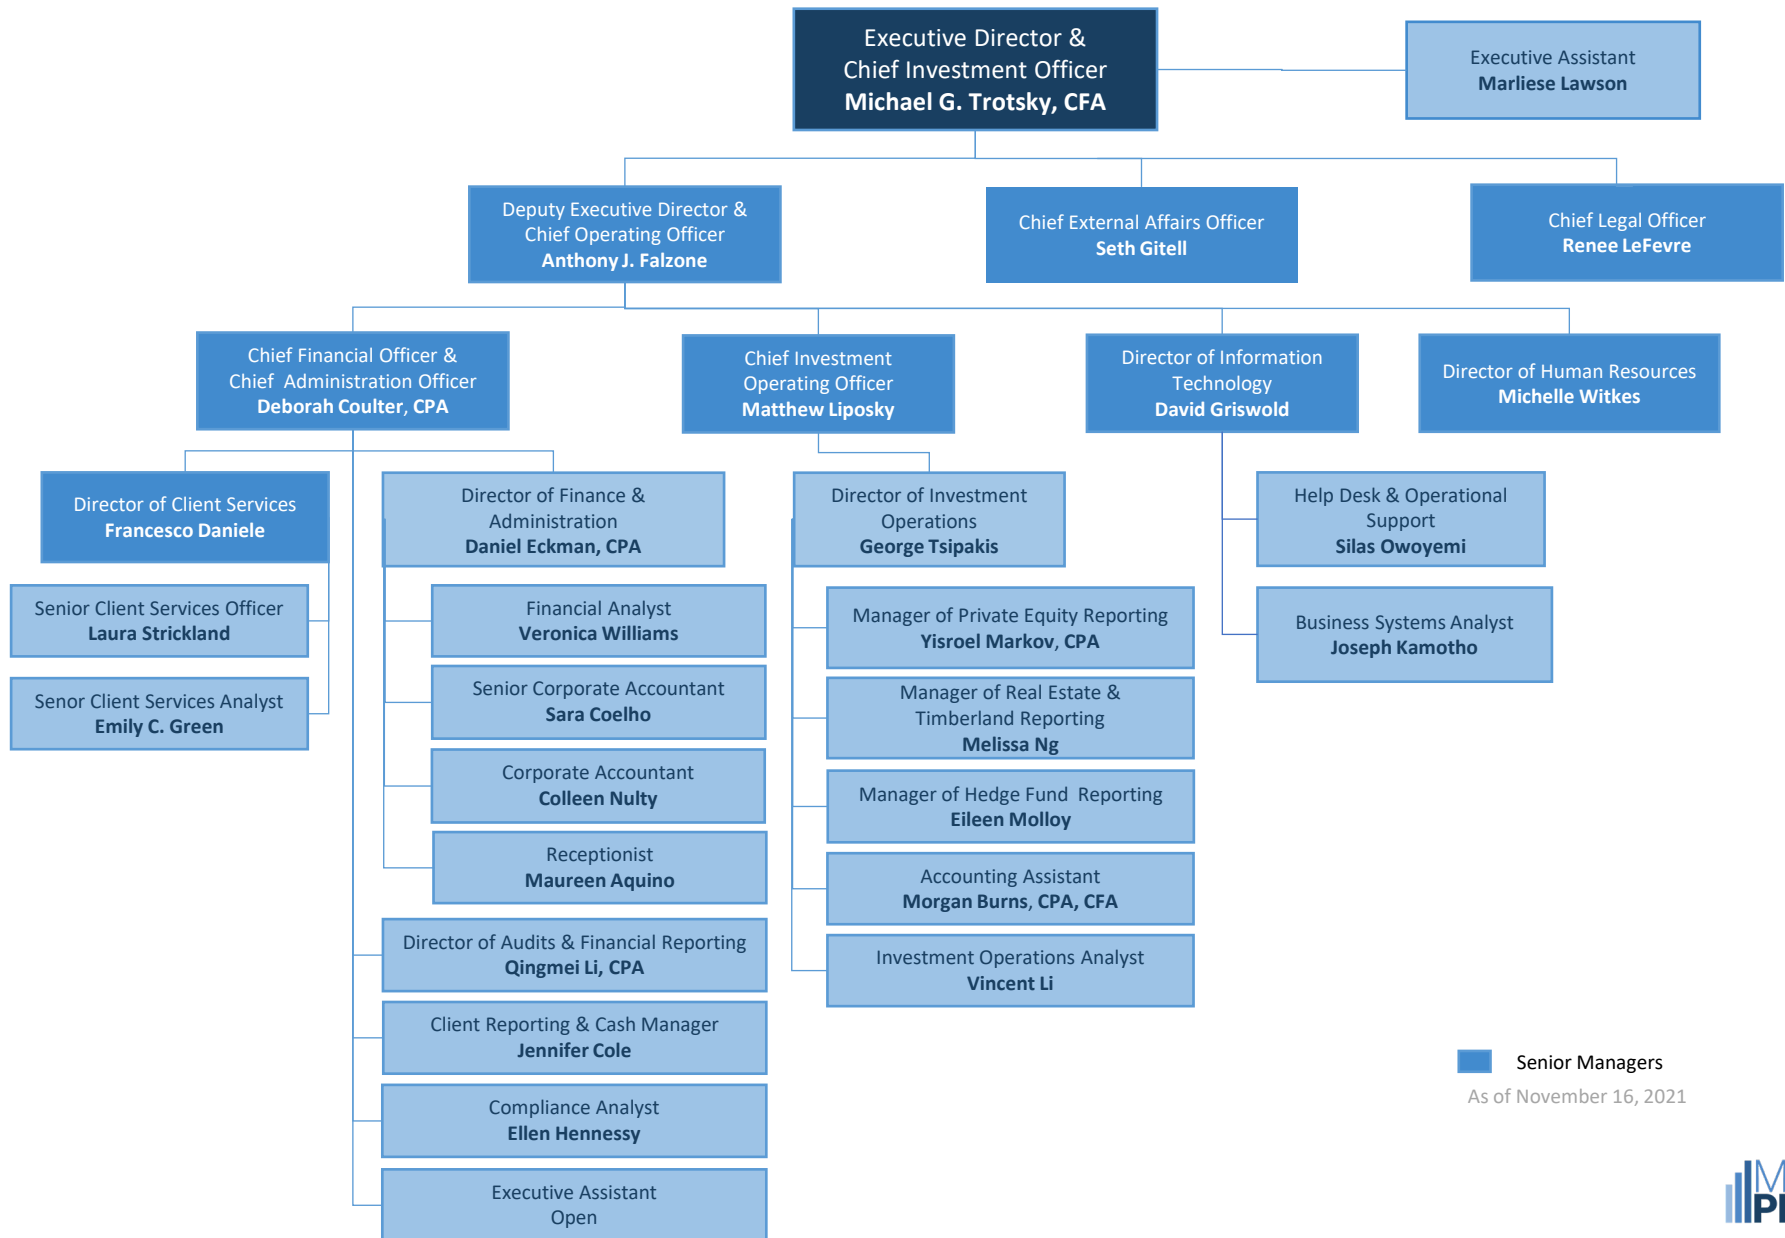 Executive Director &
Chief Investment Officer
Michael G. Trotsky, CFA
Executive Assistant
Marliese Lawson
Deputy Executive Director &
Chief Operating Officer
Anthony J. Falzone
Chief External Affairs Officer
Seth Gitell
Chief Legal Officer
Renee LeFevre
Chief Financial Officer &
Chief Administration Officer
Deborah Coulter, CPA
Chief Investment
Operating Officer
Matthew Liposky
Director of Information
Technology
David Griswold
Director of Human Resources
Michelle Witkes
Director of Client Services
Francesco Daniele
Director of Finance &
Administration
Daniel Eckman, CPA
Director of Investment
Operations
George Tsipakis
Help Desk & Operational
Support
Silas Owoyemi
Senior Client Services Officer
Laura Strickland
Senor Client Services Analyst
Emily C. Green
Financial Analyst
Veronica Williams
Senior Corporate Accountant
Sara Coelho
Corporate Accountant
Colleen Nulty
Receptionist
Maureen Aquino
Manager of Private Equity Reporting
Yisroel Markov, CPA
Manager of Real Estate &
Timberland Reporting
Melissa Ng
Manager of Hedge Fund Reporting
Eileen Molloy
Accounting Assistant
Morgan Burns, CPA, CFA
Investment Operations Analyst
Vincent Li
Business Systems Analyst
Joseph Kamotho
Director of Audits & Financial Reporting
Qingmei Li, CPA
Client Reporting & Cash Manager
Jennifer Cole
Compliance Analyst
Ellen Hennessy
Executive Assistant
Open
Senior Managers
As of November 16, 2021